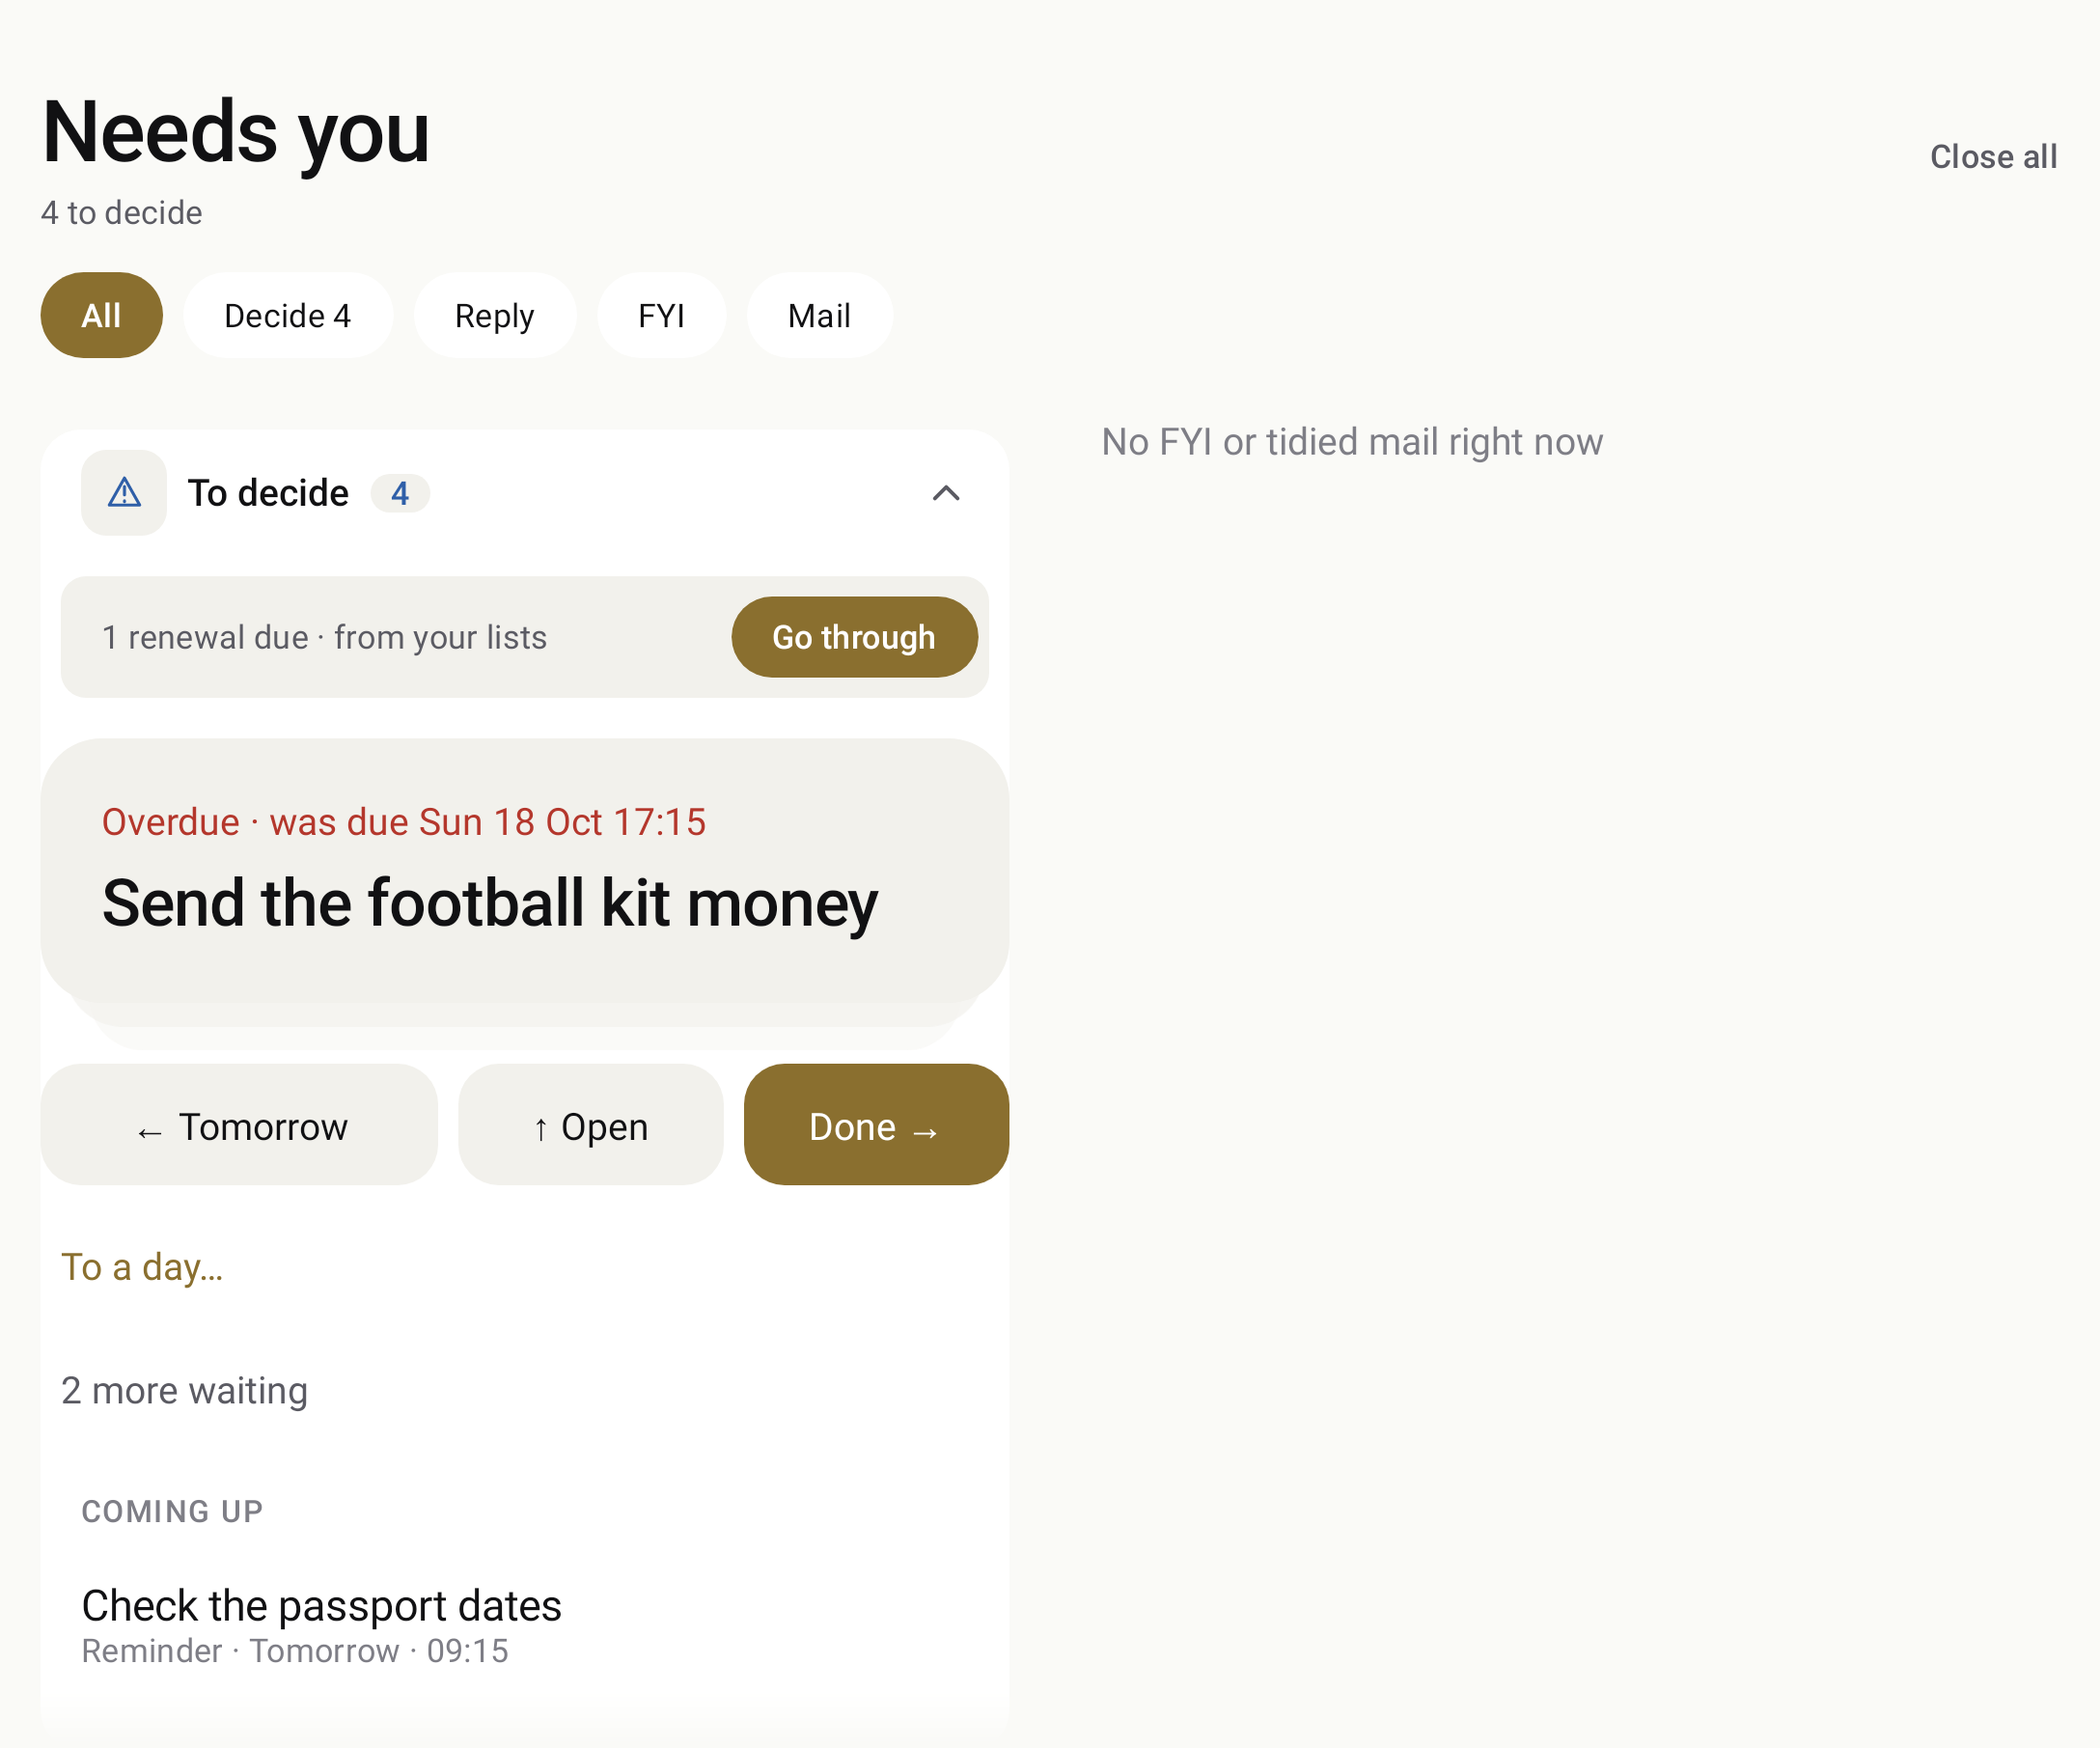 Needs you
Close all
4 to decide
All
Decide 4
Reply
FYI
Mail
To decide 4
1 renewal due · from your lists
Go through
Overdue · was due Sun 18 Oct 17:15
Send the football kit money
← Tomorrow
↑ Open
Done →
To a day...
2 more waiting
COMING UP
Check the passport dates
Reminder · Tomorrow · 09:15
No FYI or tidied mail right now